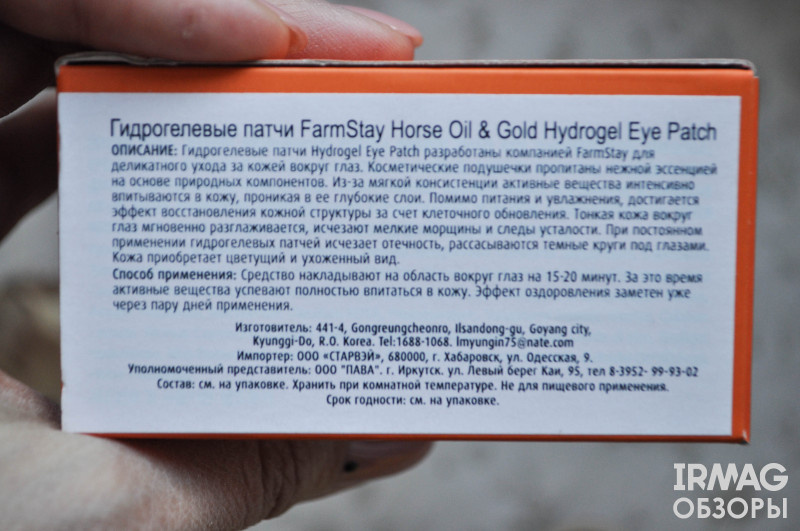 Гидрогелевые патчи FarmStay Horse Oil & Gold Hydrogel Eye Patch
ОПИСАНИЕ: Гидрогелевые патчи Hydrogel Eye Patch разработаны компанией FarmStay для
деликатного ухода за кожей вокруг глаз. Косметические подушечки пропитаны нежной эссенцией
на основе природных компонентов. Из-за мягкой консистенции активные вещества интенсивно
впитываются в кожу, проникая в ее глубокие слои. Помимо питания и увлажнения, достигается
эффект восстановления кожной структуры за счет клеточного обновления. Тонкая кожа вокруг
глаз мгновенно разглаживается, исчезают мелкие морщины и следы усталости. При постоянном
применении гидрогелевых патчей исчезает отечность, рассасываются темные круги под глазами.
Кожа приобретает цветущий и ухоженный вид.
Способ применения: Средство накладывают на область вокруг глаз на 15-20 минут. За это время
активные вещества успевают полностью впитаться в кожу. Эффект оздоровления заметен уже
через пару дней применения.
Изготовитель: 441-4, Gongreungcheonro, Ilsandong-gu, Goyang city,
Kyunggi-Do, R.O. Korea. Tel:1688-1068. lmyungin75@nate.com
Импортер: ООО «СТАРВЭЙ», 680000, г. Хабаровск, ул. Одесская, 9.
Уполномоченный представитель: ООО "ПАВА". г. Иркутск. ул. Левый берег Каи, 95, тел 8-3952- 99-93-02
Состав: см. на упаковке. Хранить при комнатной температуре. Не для пищевого применения.
Срок годности: см. на упаковке.
IRMAG
ОБЗОРЫ